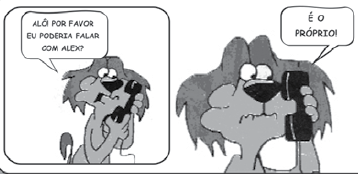 ALÔ! POR FAVOR
EU PODERIA FALAR
COM ALEX?
É O
PRÓPRIO!